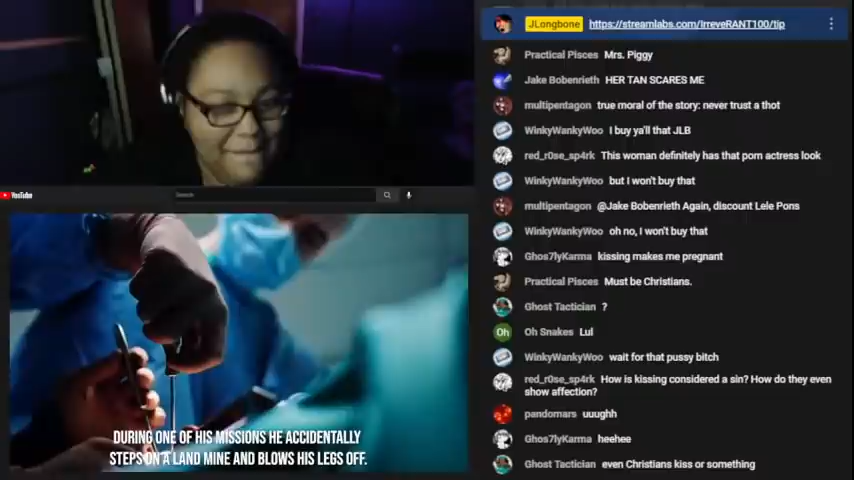 JLongbone https://streamlabs.com/IrreveRANT100/tip
Practical Pisces Mrs. Piggy
Jake Bobenrieth HER TAN SCARES ME
multipentagon true moral of the story: never trust a thot
WinkyWankyWoo I buy ya'll that JLB
red_r0se_sp4rk This woman definitely has that porn actress look
WinkyWankyWoo but I won't buy that
multipentagon @Jake Bobenrieth Again, discount Lele Pons
WinkyWankyWoo oh no, I won't buy that
Ghos7lyKarma kissing makes me pregnant
Practical Pisces Must be Christians.
Ghost Tactician ?
Oh Oh Snakes Lul
WinkyWankyWoo wait for that pussy bitch
red_r0se_sp4rk How is kissing considered a sin? How do they even
show affection?
pandomars uuughh
Ghos7lyKarma heehee
Ghost Tactician even Christians kiss or something
YouTube
Search
DURING ONE OF HIS MISSIONS HE ACCIDENTALLY
STEPS ON A LAND MINE AND BLOWS HIS LEGS OFF.